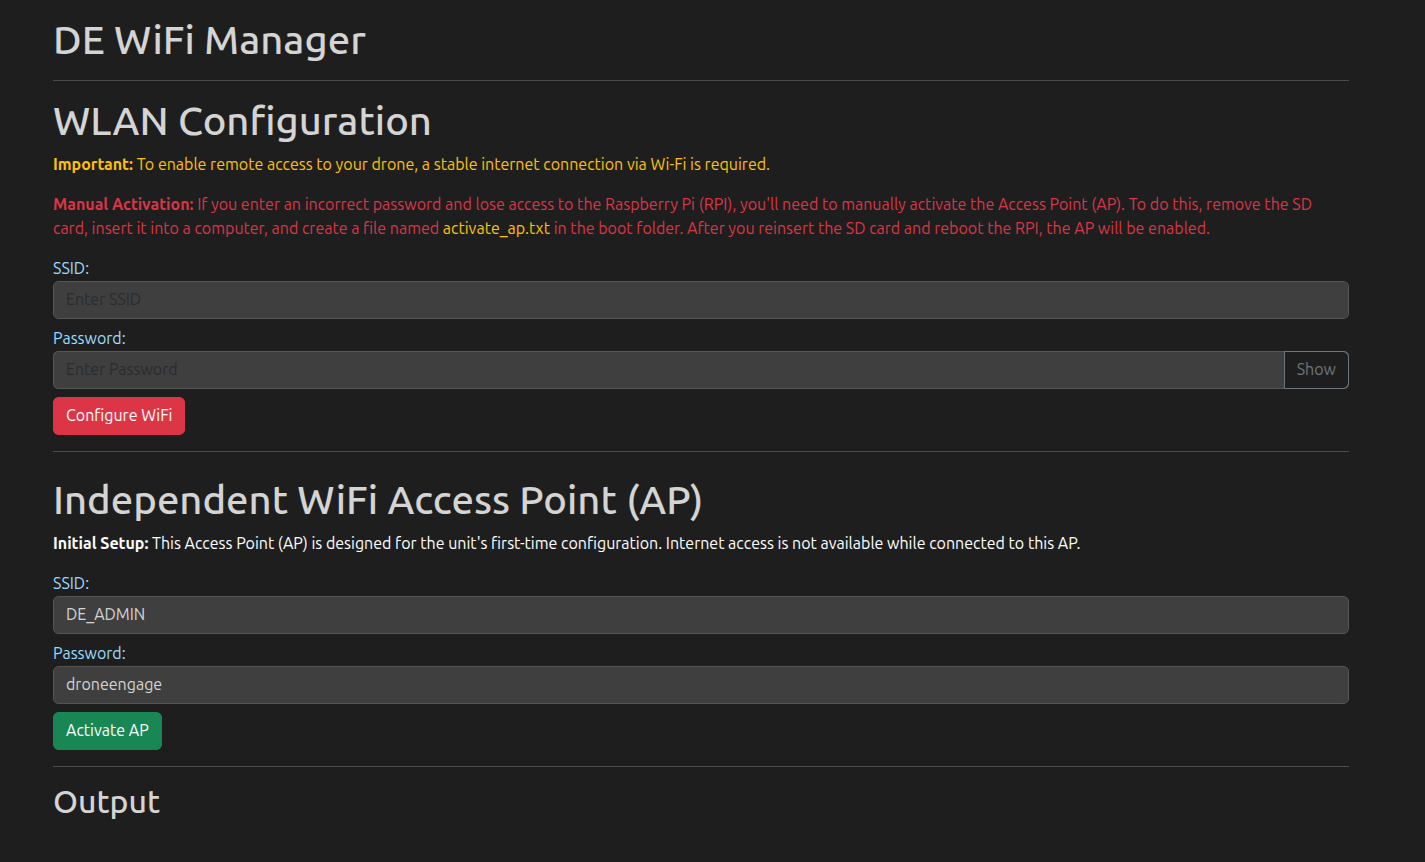 DE WiFi Manager
WLAN Configuration
Important: To enable remote access to your drone, a stable internet connection via Wi-Fi is required.
Manual Activation: If you enter an incorrect password and lose access to the Raspberry Pi (RPI), you'll need to manually activate the Access Point (AP). To do this, remove the SD
card, insert it into a computer, and create a file named activate_ap.txt in the boot folder. After you reinsert the SD card and reboot the RPI, the AP will be enabled.
SSID:
Enter SSID
Password:
Enter Password
Show
Configure WiFi
Independent WiFi Access Point (AP)
Initial Setup: This Access Point (AP) is designed for the unit's first-time configuration. Internet access is not available while connected to this AP.
SSID:
DE_ADMIN
Password:
droneengage
Activate AP
Output